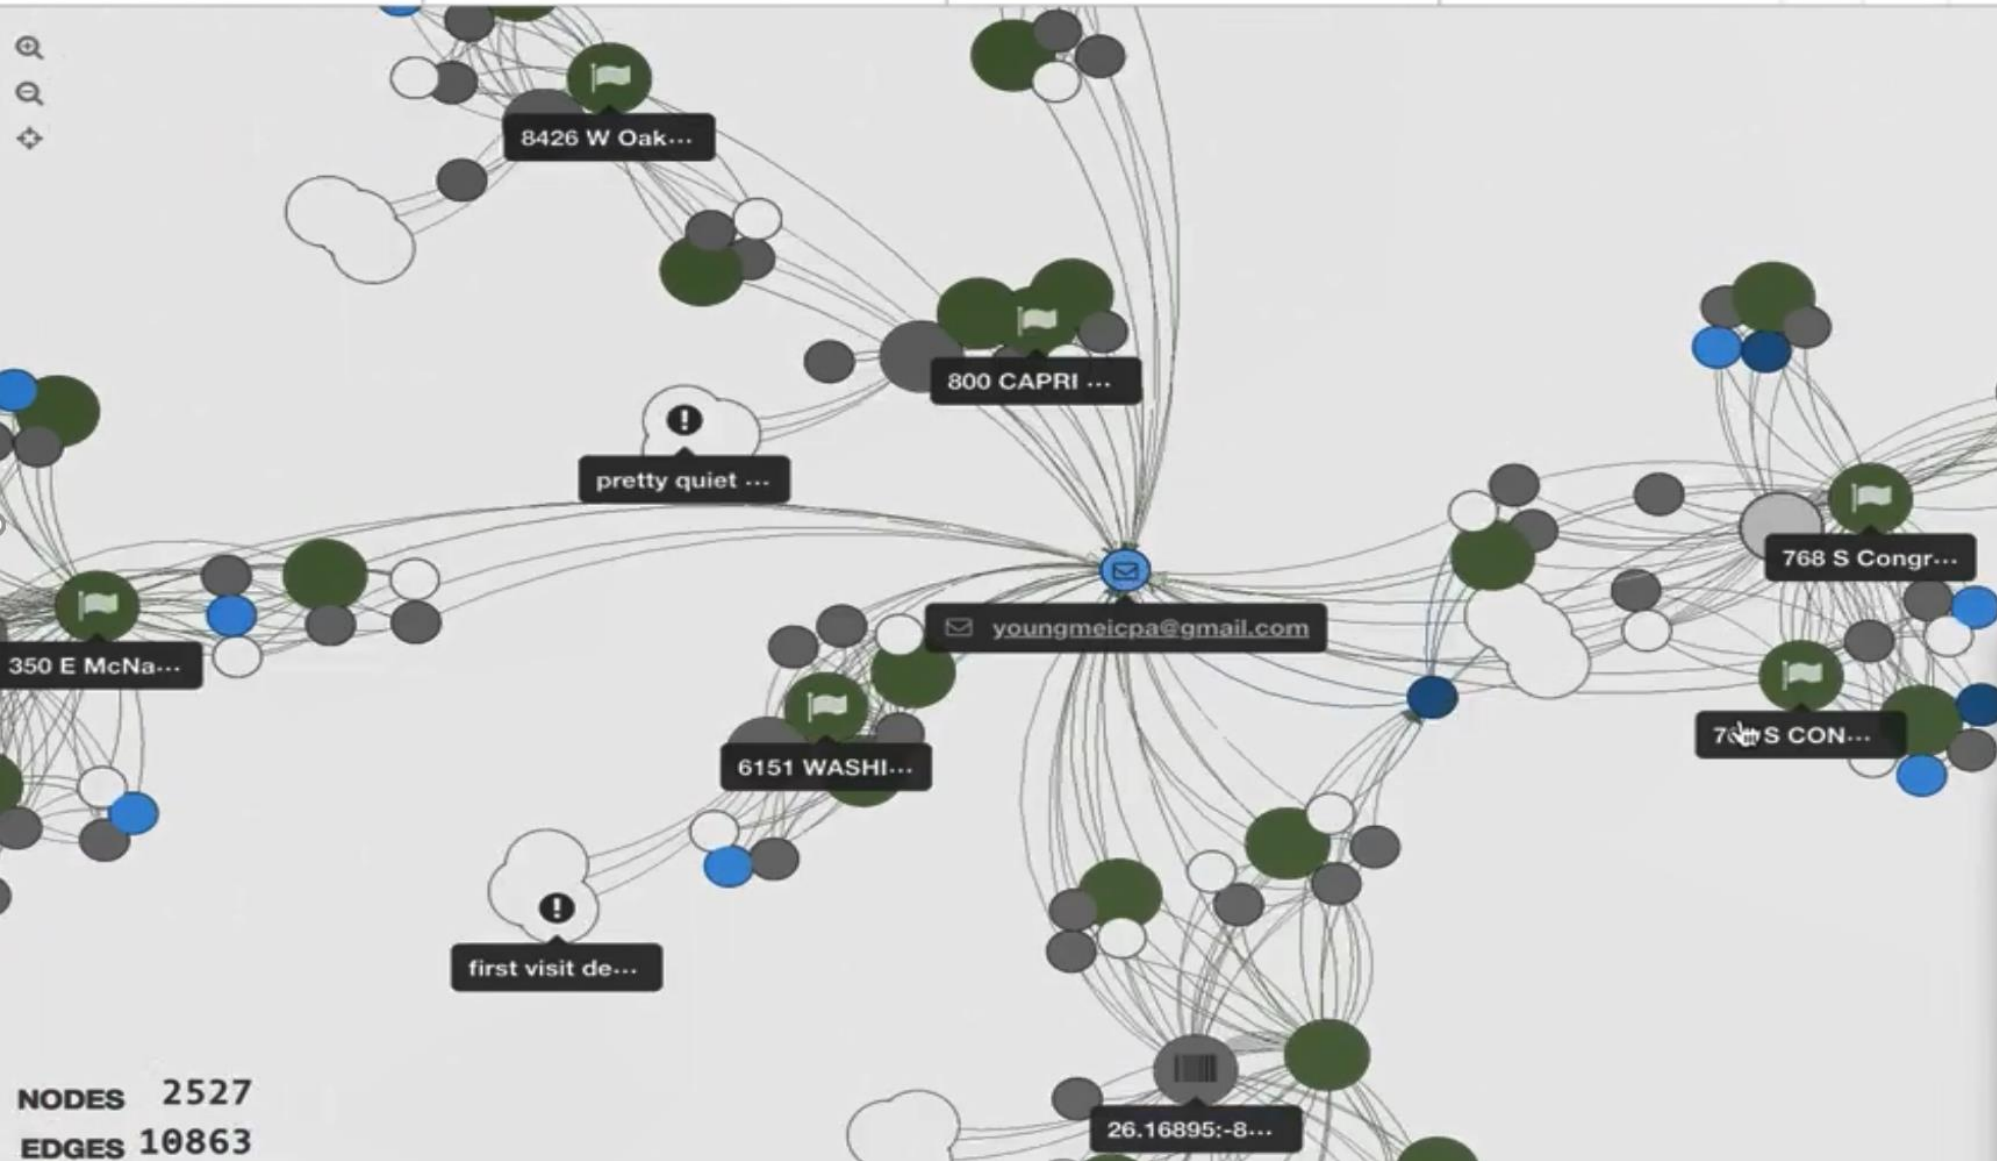 8426 W Oak...
800 CAPRI ...
pretty quiet ...
768 S Congr...
youngmeicpa@gmail.com
350 E McNa...
S CON...
6151 WASHI...
first visit de...
NODES 2527
26.16895:-8...
EDGES 10863